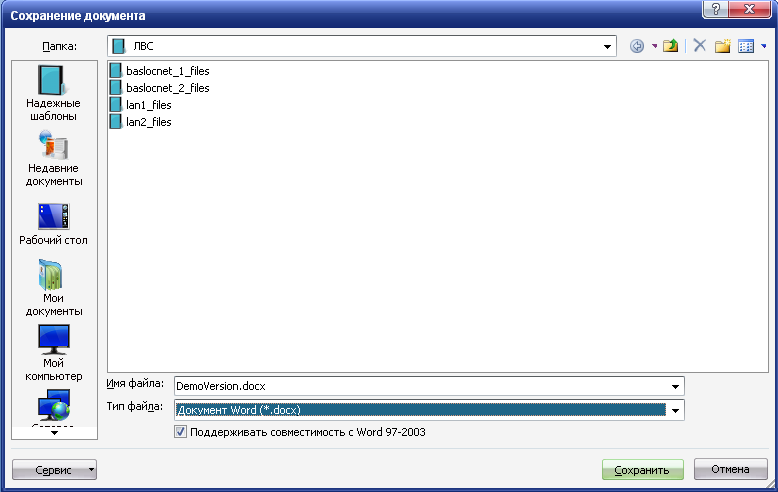 Сохранение документа
Папка:
ЛВС
baslocnet_1_files
baslocnet_2_files
lan1_files
lan2_files
Надежные
шаблоны
Недавние
документы
Рабочий стол
Мои
документы
Мой
компьютер
Имя файла:
DemoVersion.docx
Тип файла:
Документ Word (*.docx)
Поддерживать совместимость с Word 97-2003
Сервис
Сохранить
Отмена